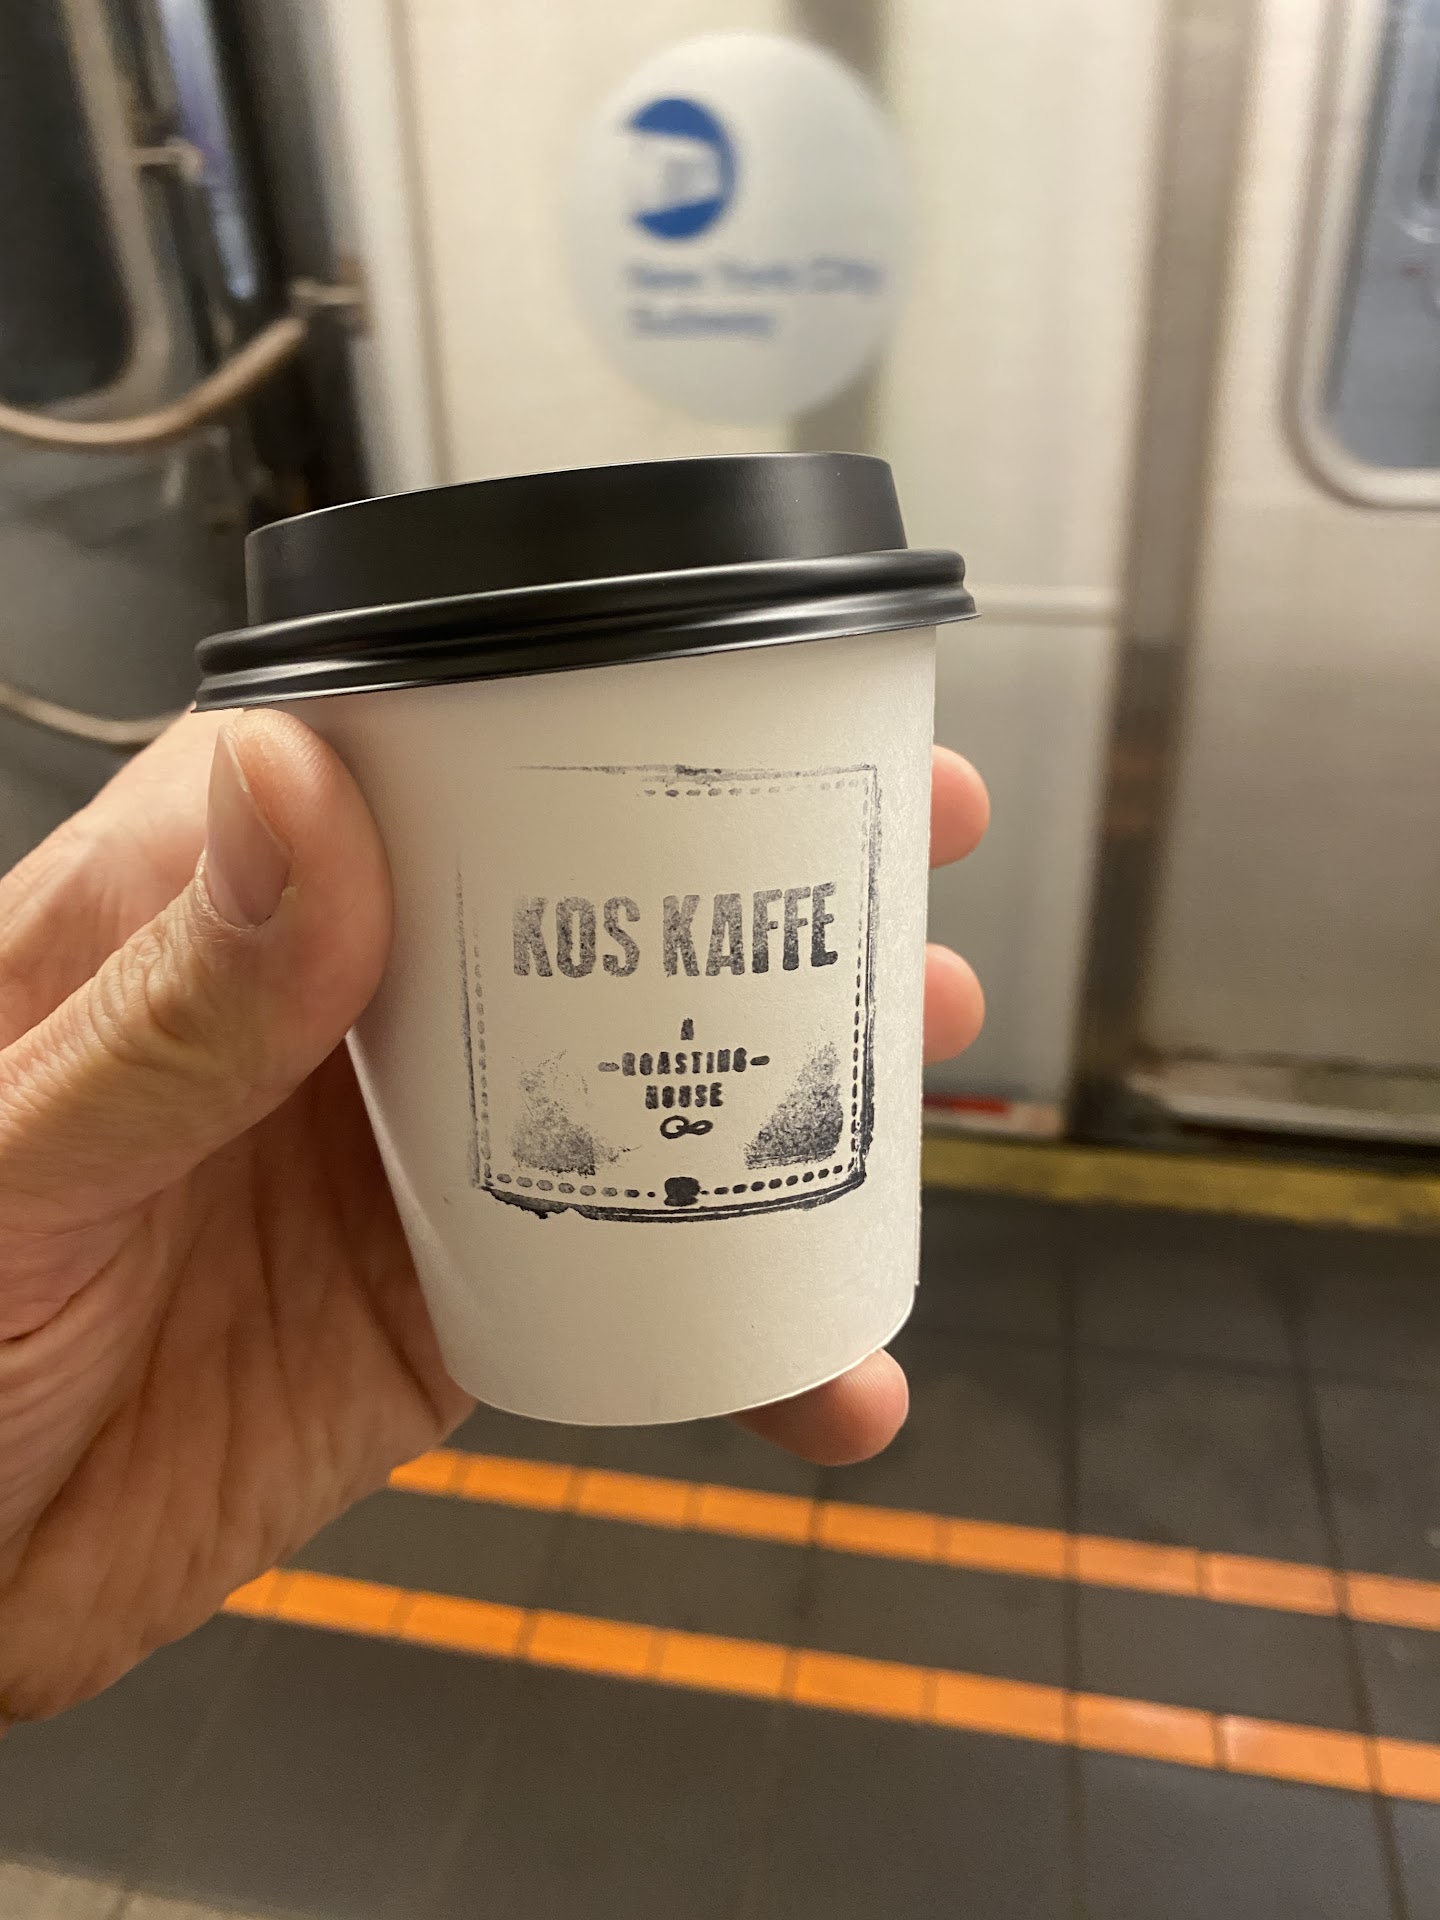 New York City
Subway
KOS KAFFE
A
ROASTING
HOUSE